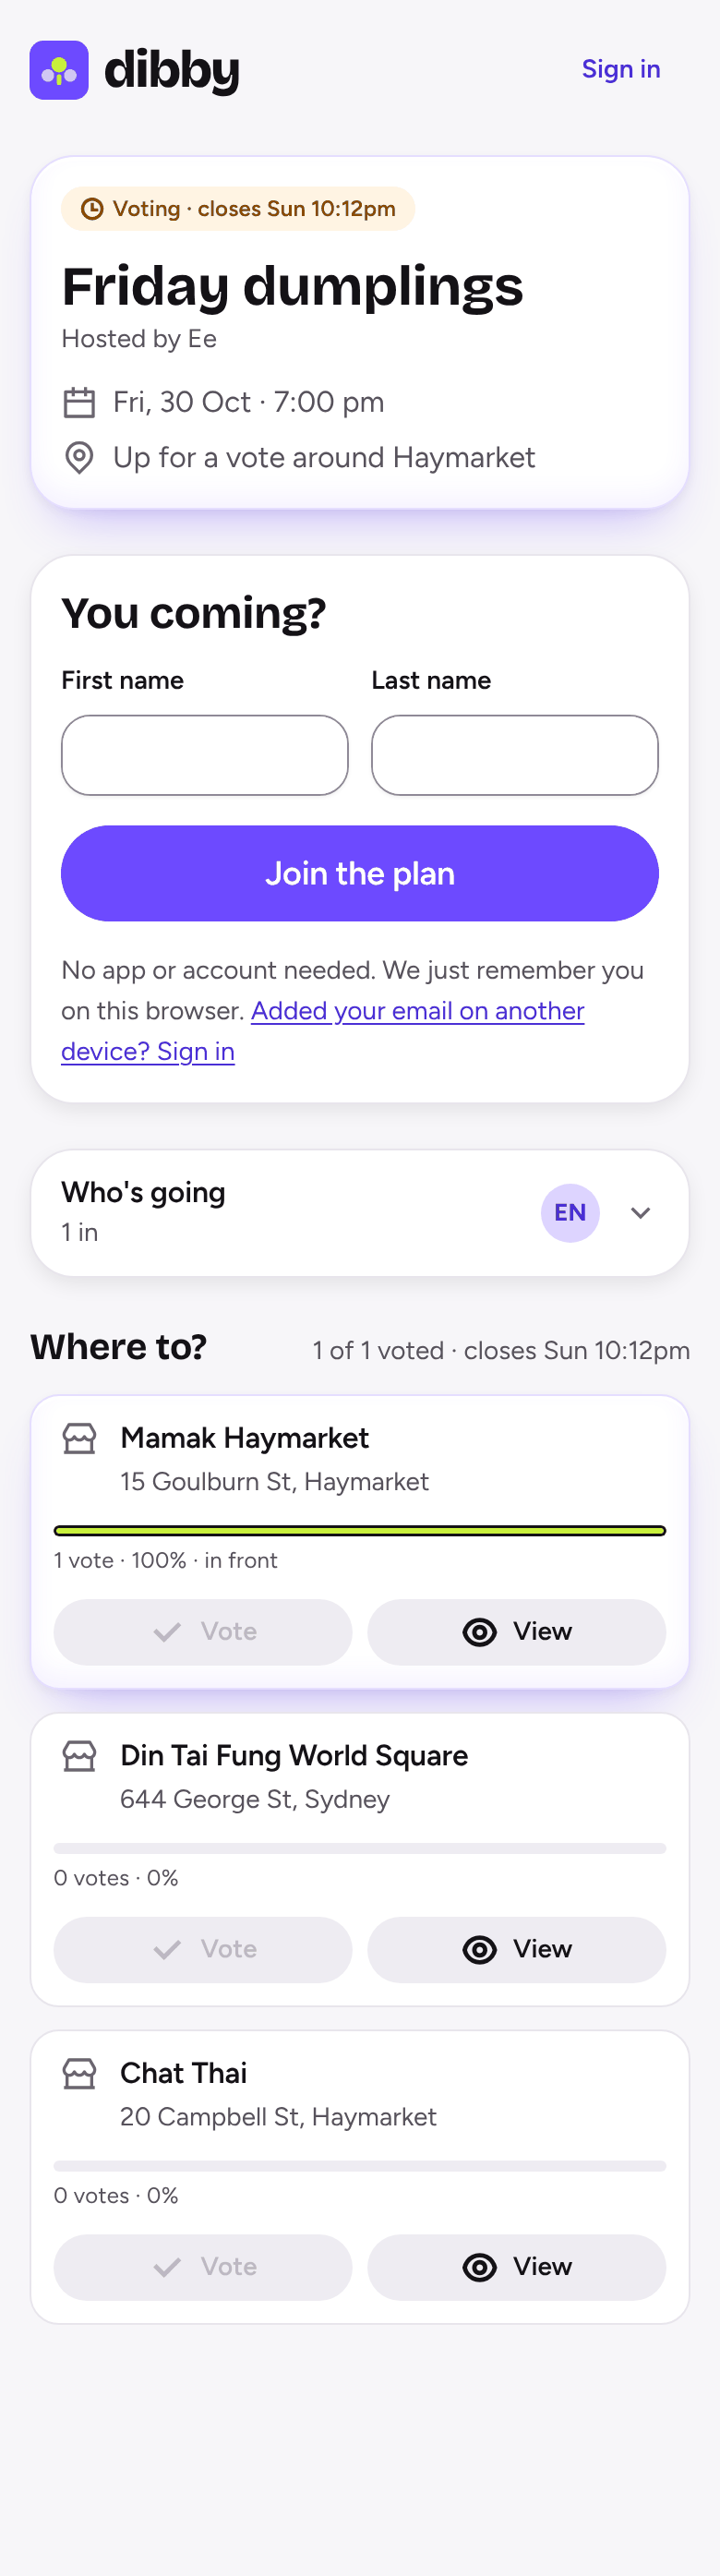 dibby
Sign in
Voting · closes Sun 10:12pm
Friday dumplings
Hosted by Ee
Fri, 30 Oct · 7:00 pm
Up for a vote around Haymarket
You coming?
First name
Last name
Join the plan
No app or account needed. We just remember you
on this browser. Added your email on another
device? Sign in
Who's going
1 in
EN
Where to?
1 of 1 voted · closes Sun 10:12pm
Mamak Haymarket
15 Goulburn St, Haymarket
1 vote · 100% · in front
Vote
View
Din Tai Fung World Square
644 George St, Sydney
0 votes · 0%
Vote
View
Chat Thai
20 Campbell St, Haymarket
0 votes · 0%
Vote
View